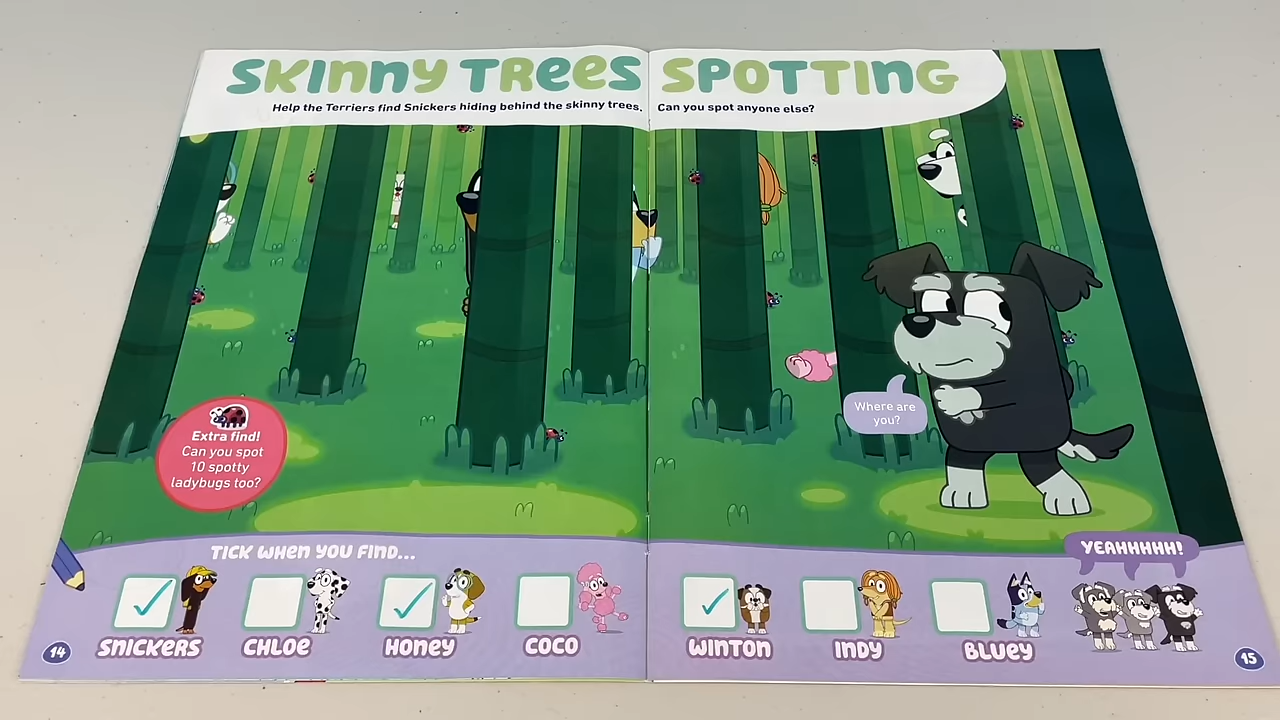 SKINNY TREES SPOTTING
Help the Terriers find Snickers hiding behind the skinny trees. Can you spot anyone else?
Where are
you?
Extra find!
Can you spot
10 spotty
ladybugs too?
TICK WHEN YOU FIND...
YEAHHHHH!
SNICKERS
CHLOE
HONEY
COCO
WINTON
INDY
BLUEY
14
15